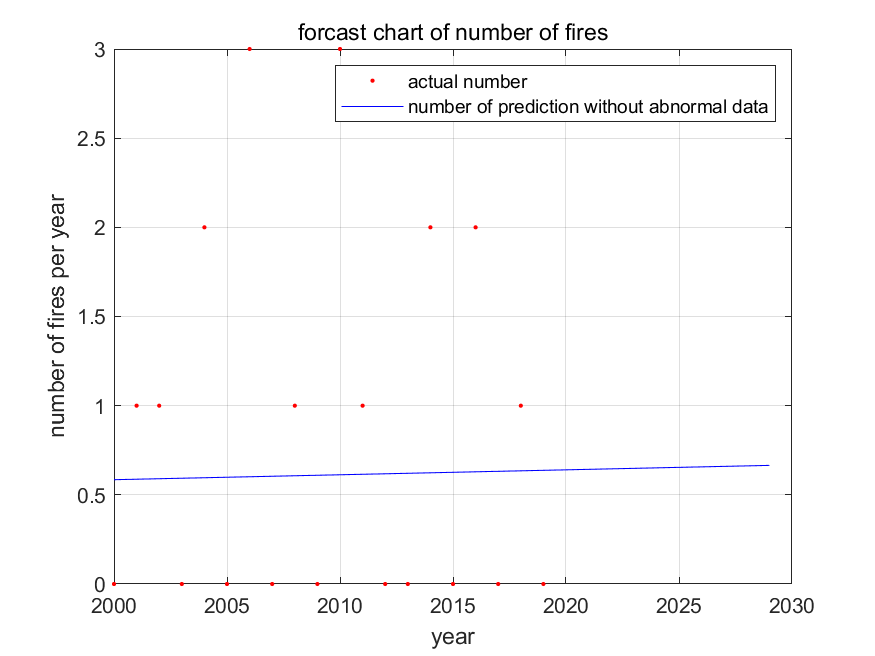 forcast chart of number of fires
actual number
number of prediction without abnormal data
number of fires per year
3
2.5
2
1.5
1
0.5
0
2000 2005 2010 2015 2020 2025 2030
year